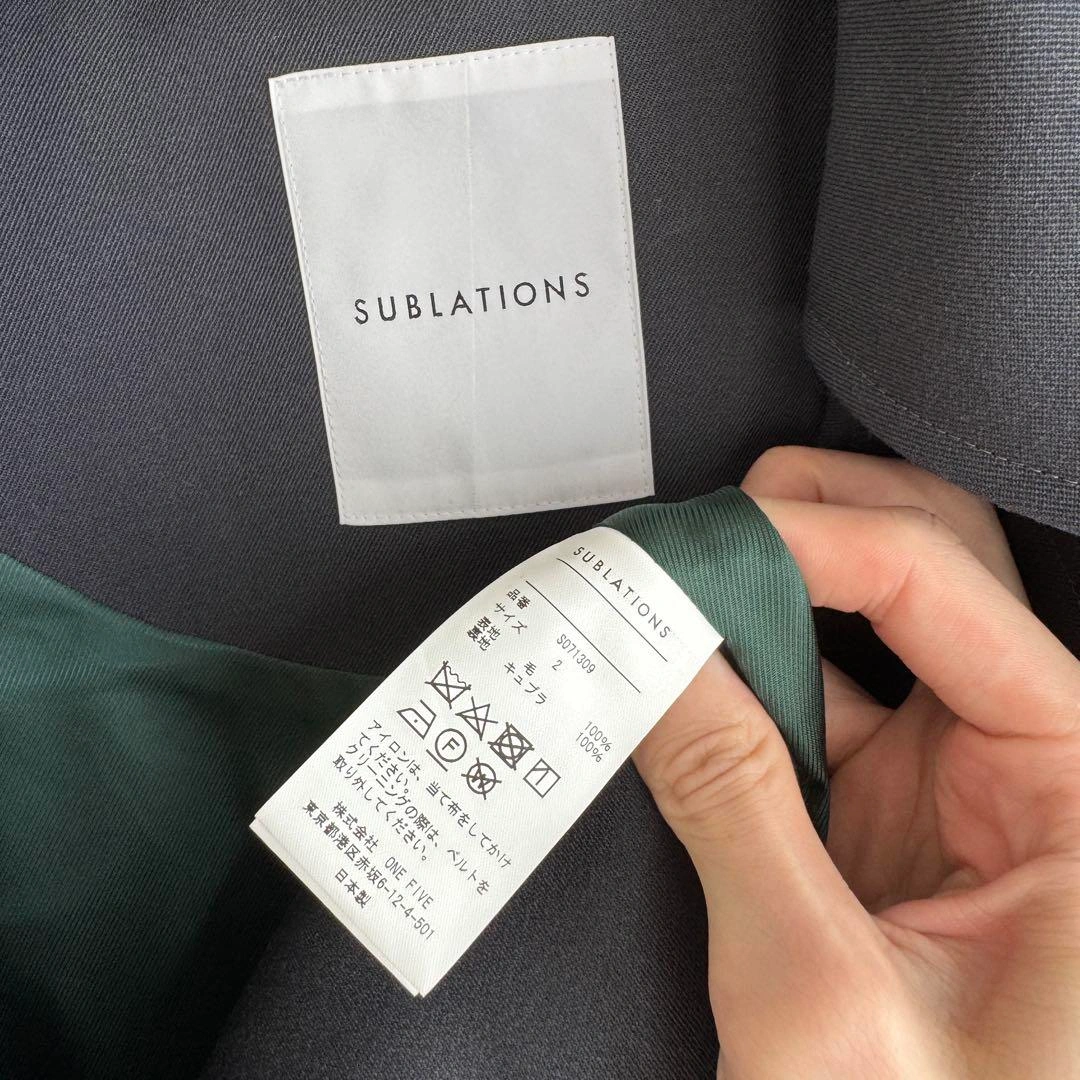 SUBLATIONS
SUBLATIONS
品番 S071309
サイズ 2
表地 毛 100%
裏地 キュプラ 100%
F
アイロンは、当て布をしてかけ
てください。
クリーニングの際は、ベルトを
取り外してください。
株式会社 ONE FIVE
東京都港区赤坂6-12-4-501
日本製